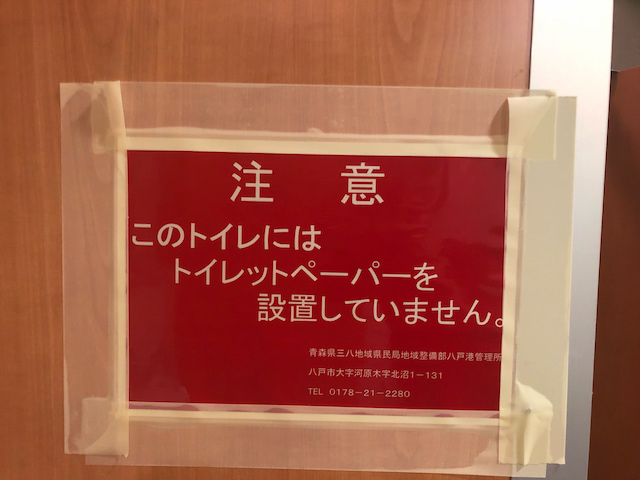 注 意
このトイレには
トイレットペーパーを
設置していません。
青森県三八地域県民局地域整備部八戸港管理所
八戸市大字河原木字北沼1－131
TEL 0178－21－2280